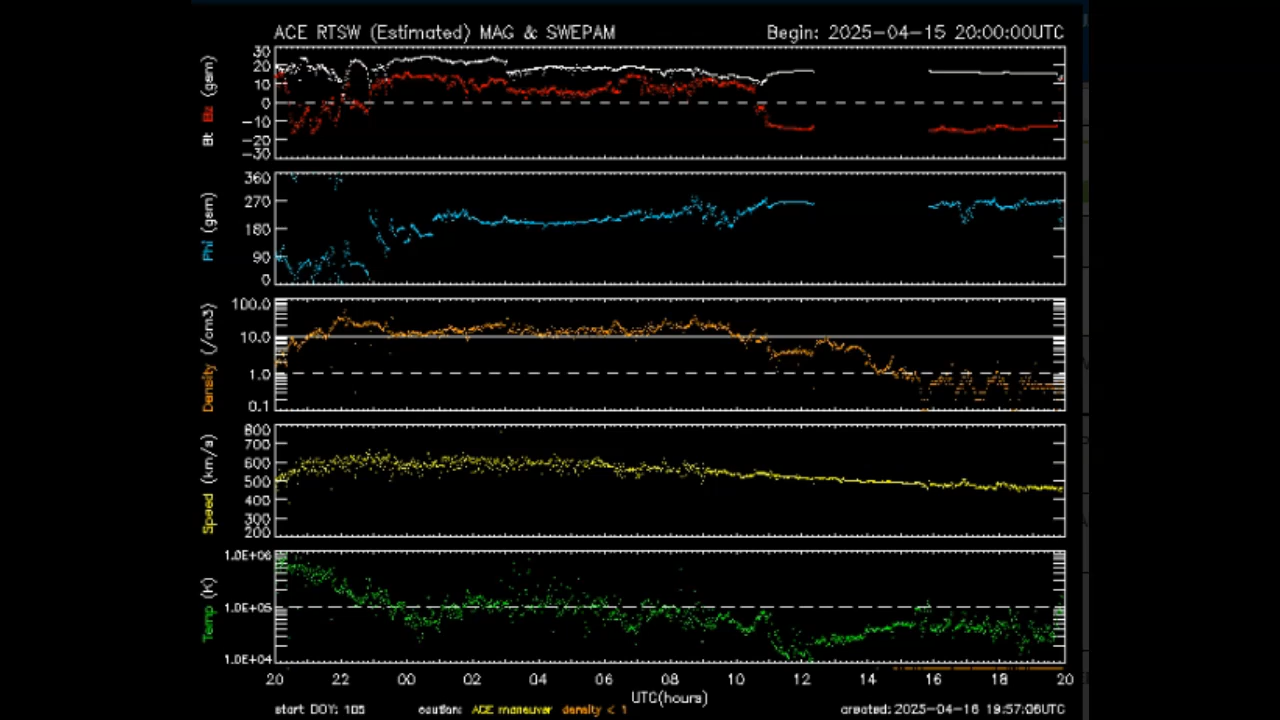 ACE RTSW (Estimated) MAG & SWEPAM Begin: 2025-04-15 20:00:00UTC
Bt Bz (gsm)
30
20
10
0
-10
-20
-30
Phi (gsm)
360
270
180
90
0
Density (/cm3)
100.0
10.0
1.0
0.1
Speed (km/s)
800
700
600
500
400
300
200
Temp (K)
1.0E+06
1.0E+05
1.0E+04
20 22 00 02 04 06 08 10 12 14 16 18 20
UTC(hours)
start DOY: 105 caution: ACE maneuver density < 1 created: 2025-04-16 19:57:06UTC